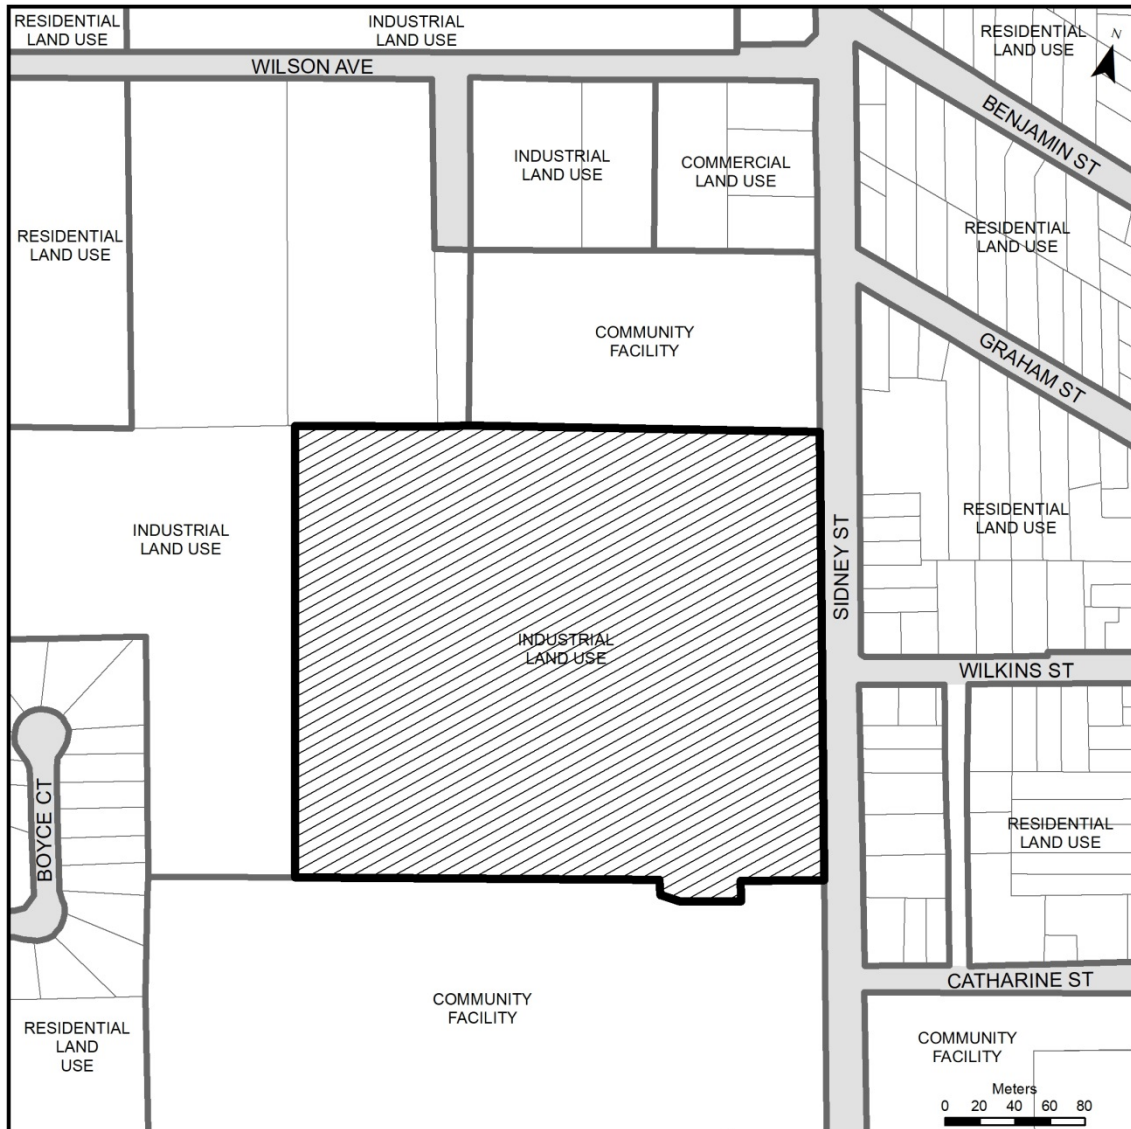 RESIDENTIAL
LAND USE
INDUSTRIAL
LAND USE
RESIDENTIAL
LAND USE
N
WILSON AVE
BENJAMIN ST
INDUSTRIAL
LAND USE
COMMERCIAL
LAND USE
RESIDENTIAL
LAND USE
RESIDENTIAL
LAND USE
COMMUNITY
FACILITY
GRAHAM ST
INDUSTRIAL
LAND USE
RESIDENTIAL
LAND USE
SIDNEY ST
INDUSTRIAL
LAND USE
WILKINS ST
BOYCE CT
RESIDENTIAL
LAND USE
CATHARINE ST
COMMUNITY
FACILITY
RESIDENTIAL
LAND
USE
COMMUNITY
FACILITY
Meters
0 20 40 60 80